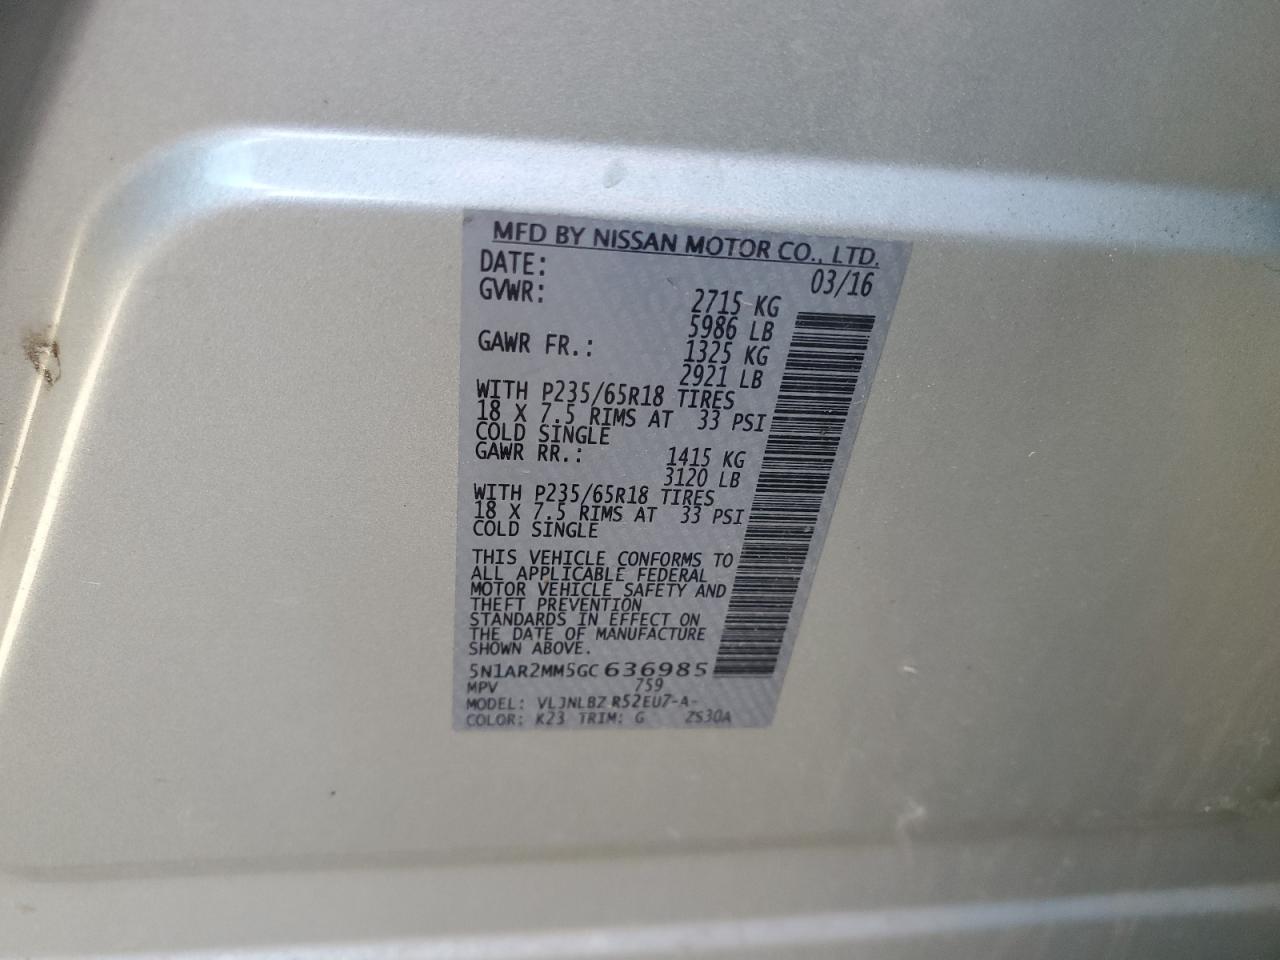 MFD BY NISSAN MOTOR CO., LTD.
DATE: 03/16
GVWR: 2715 KG
5986 LB
GAWR FR.: 1325 KG
2921 LB
WITH P235/65R18 TIRES
18 X 7.5 RIMS AT 33 PSI
COLD SINGLE
GAWR RR.: 1415 KG
3120 LB
WITH P235/65R18 TIRES
18 X 7.5 RIMS AT 33 PSI
COLD SINGLE
THIS VEHICLE CONFORMS TO
ALL APPLICABLE FEDERAL
MOTOR VEHICLE SAFETY AND
THEFT PREVENTION
STANDARDS IN EFFECT ON
THE DATE OF MANUFACTURE
SHOWN ABOVE.
5N1AR2MM5GC636985
MPV 759
MODEL: VLJNLBZ R52EU7-A-
COLOR: K23 TRIM: G ZS30A